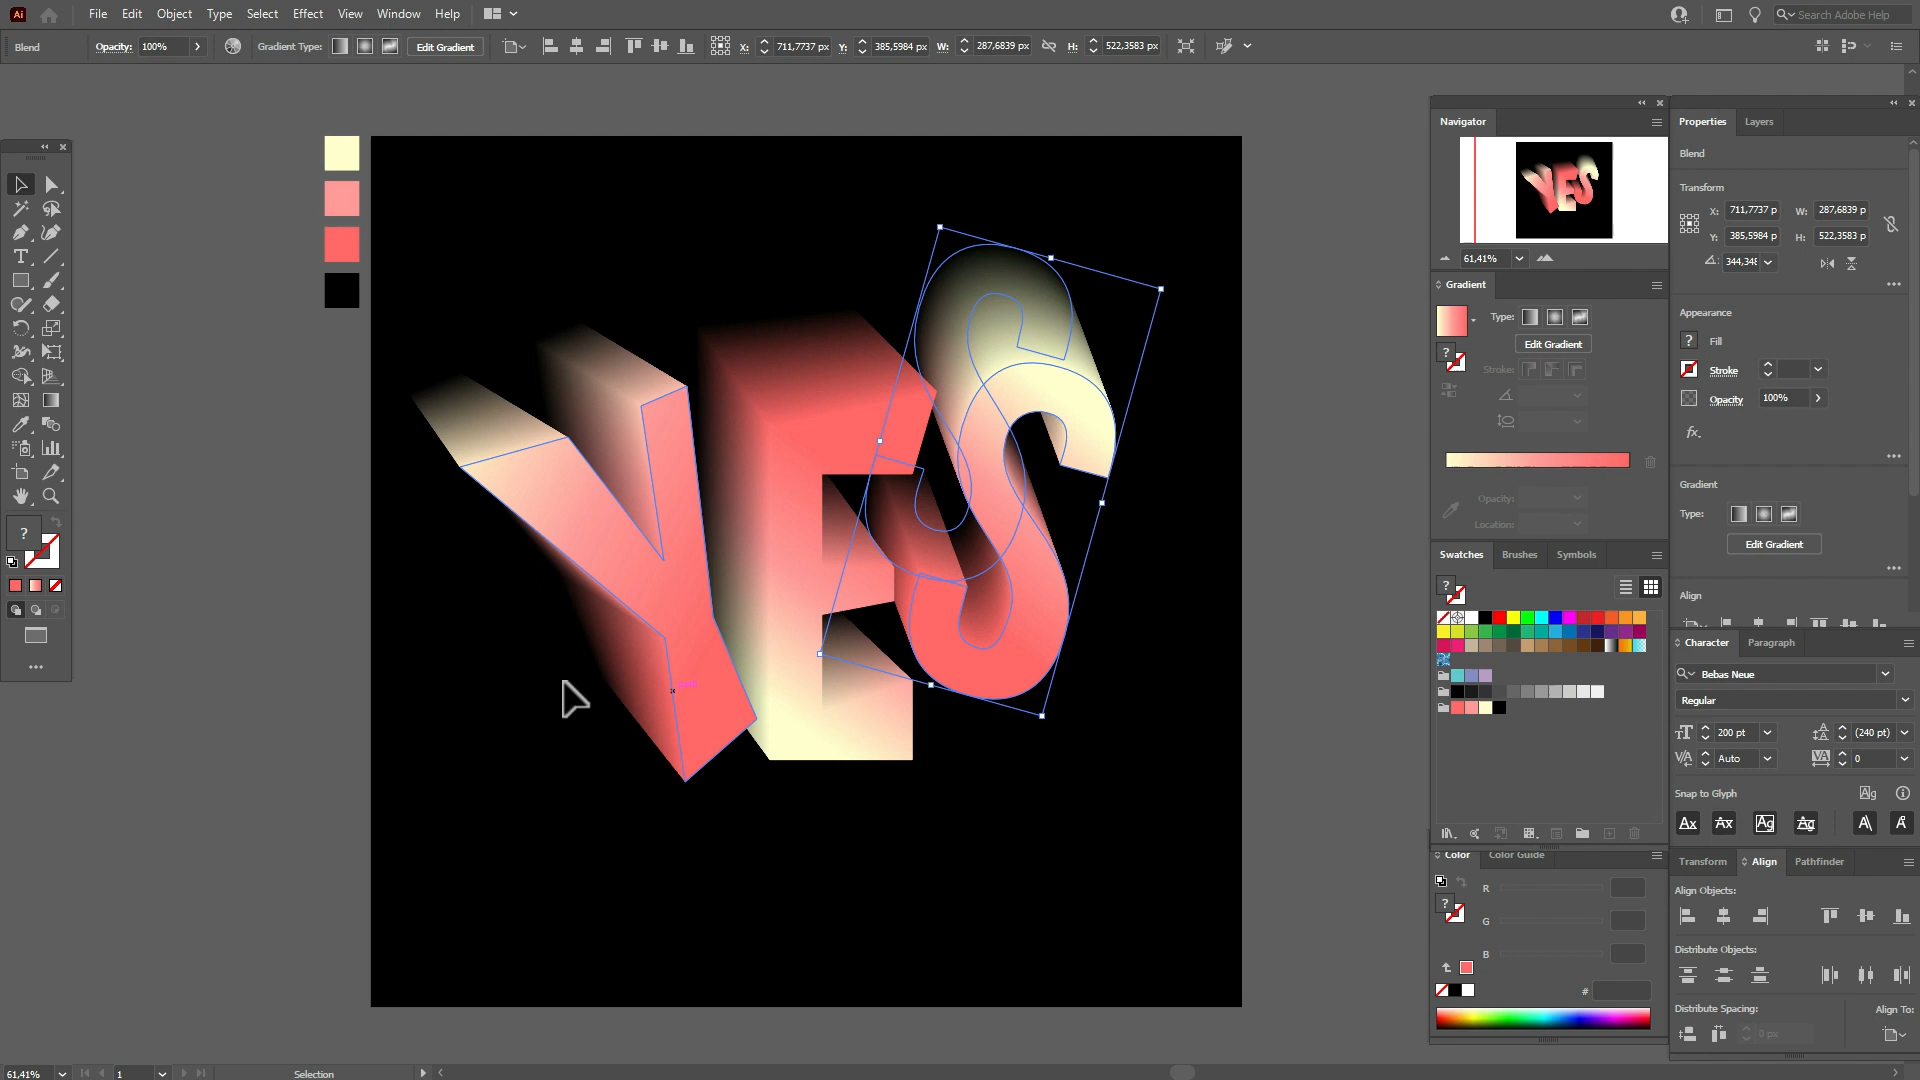 Ai File Edit Object Type Select Effect View Window Help Search Adobe Help
Blend Opacity: 100% Gradient Type: Edit Gradient X: 711,7737 px Y: 385,5984 px W: 287,6839 px H: 522,3583 px
YES
Navigator
61,41%
Gradient
Type:
Edit Gradient
Stroke:
Opacity:
Location:
Swatches Brushes Symbols
Color Color Guide
R
G
B
#
Properties Layers
Blend
Transform
X: 711,7737 p W: 287,6839 p
Y: 385,5984 p H: 522,3583 p
344,348
Appearance
? Fill
Stroke
Opacity 100%
fx.
Gradient
Type:
Edit Gradient
Align
Character Paragraph
Bebas Neue
Regular
200 pt (240 pt)
Auto 0
Snap to Glyph
Transform Align Pathfinder
Align Objects:
Distribute Objects:
Distribute Spacing: Align To:
0 px
61,41% 1 Selection